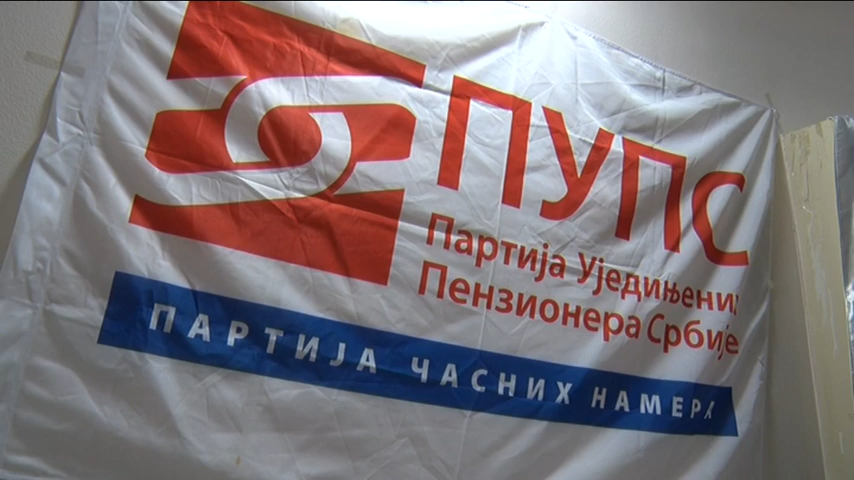 ПУПС
Партија Уједињених
Пензионера Србије
ПАРТИЈА ЧАСНИХ НАМЕРА